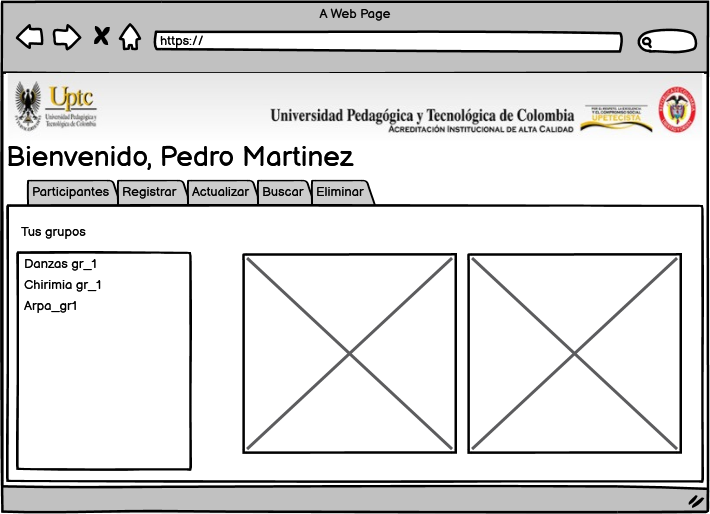 A Web Page
https://
Uptc
Universidad Pedagógica y
Tecnológica de Colombia
Universidad Pedagógica y Tecnológica de Colombia
ACREDITACIÓN INSTITUCIONAL DE ALTA CALIDAD
UPETECISTA
Bienvenido, Pedro Martinez
Participantes
Registrar
Actualizar
Buscar
Eliminar
Tus grupos
Danzas gr_1
Chirimia gr_1
Arpa_gr1